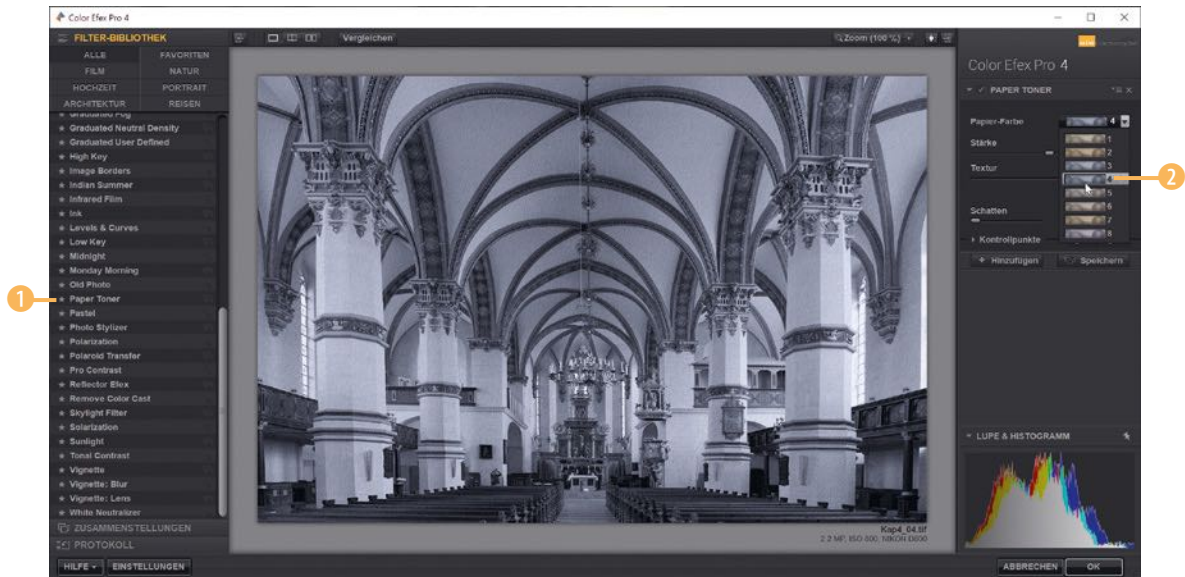 Color Efex Pro 4
FILTER-BIBLIOTHEK
ALLE FAVORITEN
FILM NATUR
HOCHZEIT PORTRAIT
ARCHITEKTUR REISEN
Graduated Fog
Graduated Neutral Density
Graduated User Defined
High Key
Image Borders
Indian Summer
Infrared Film
Ink
Levels & Curves
Low Key
Midnight
Monday Morning
Old Photo
1
Paper Toner
Pastel
Photo Stylizer
Polarization
Polaroid Transfer
Pro Contrast
Reflector Efex
Remove Color Cast
Skylight Filter
Solarization
Sunlight
Tonal Contrast
Vignette
Vignette: Blur
Vignette: Lens
White Neutralizer
ZUSAMMENSTELLUNGEN
PROTOKOLL
HILFE EINSTELLUNGEN
Vergleichen
Zoom (100 %)
Kap4_04.tif
2.2 MP, ISO 800, NIKON D800
Color Efex Pro 4
PAPER TONER
Papier-Farbe 4
Stärke
Textur
Schatten
1
2
3
4
5
6
7
8
2
Kontrollpunkte
Hinzufügen Speichern
LUPE & HISTOGRAMM
ABBRECHEN OK